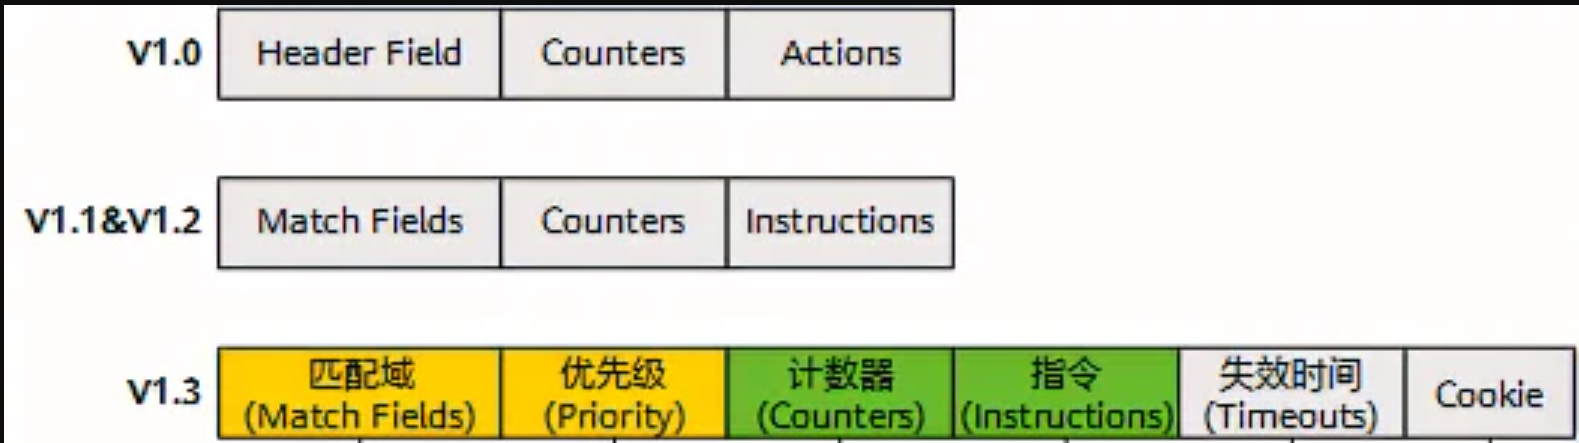 V1.0 Header Field Counters Actions
V1.1&V1.2 Match Fields Counters Instructions
V1.3
匹配域
(Match Fields)
优先级
(Priority)
计数器
(Counters)
指令
(Instructions)
失效时间
(Timeouts)
Cookie